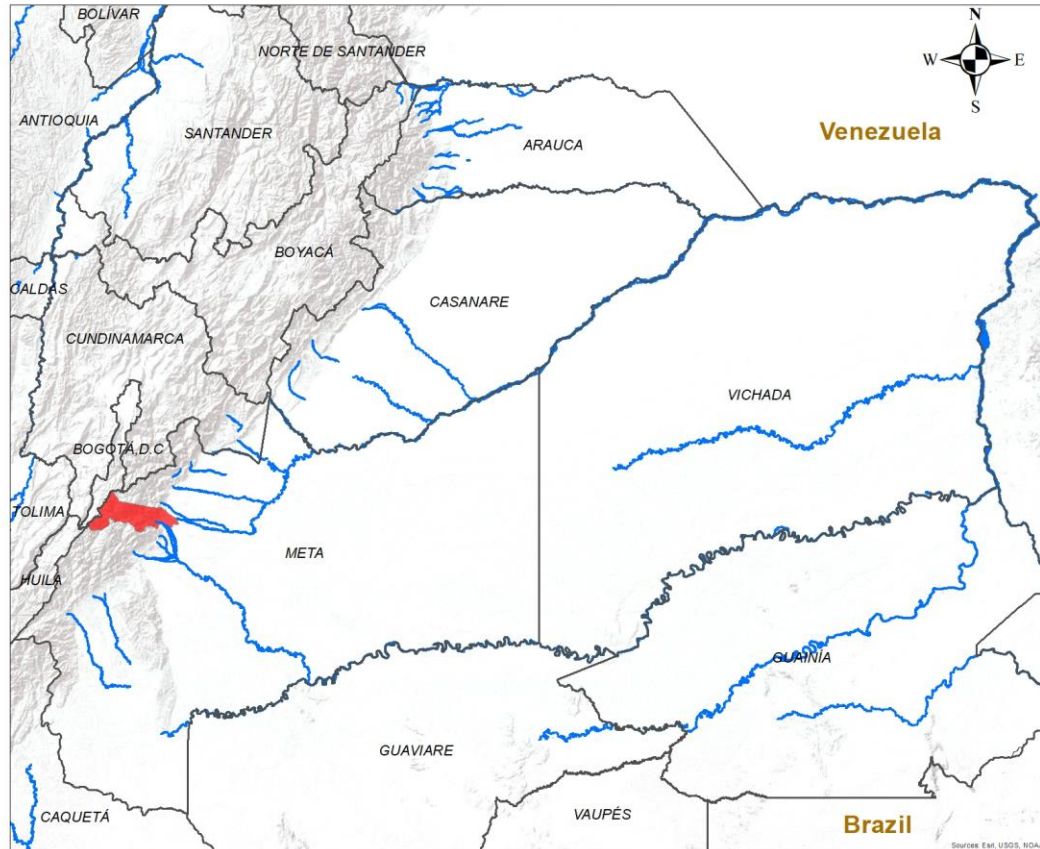 BOLÍVAR
N
NORTE DE SANTANDER
W
E
S
ANTIOQUIA
SANTANDER
Venezuela
ARAUCA
BOYACÁ
CALDAS
CASANARE
CUNDINAMARCA
VICHADA
BOGOTÁ,D.C
TOLIMA
META
HUILA
GUAINÍA
GUAVIARE
CAQUETÁ
VAUPÉS
Brazil
Sources: Esri, USGS, NOAA